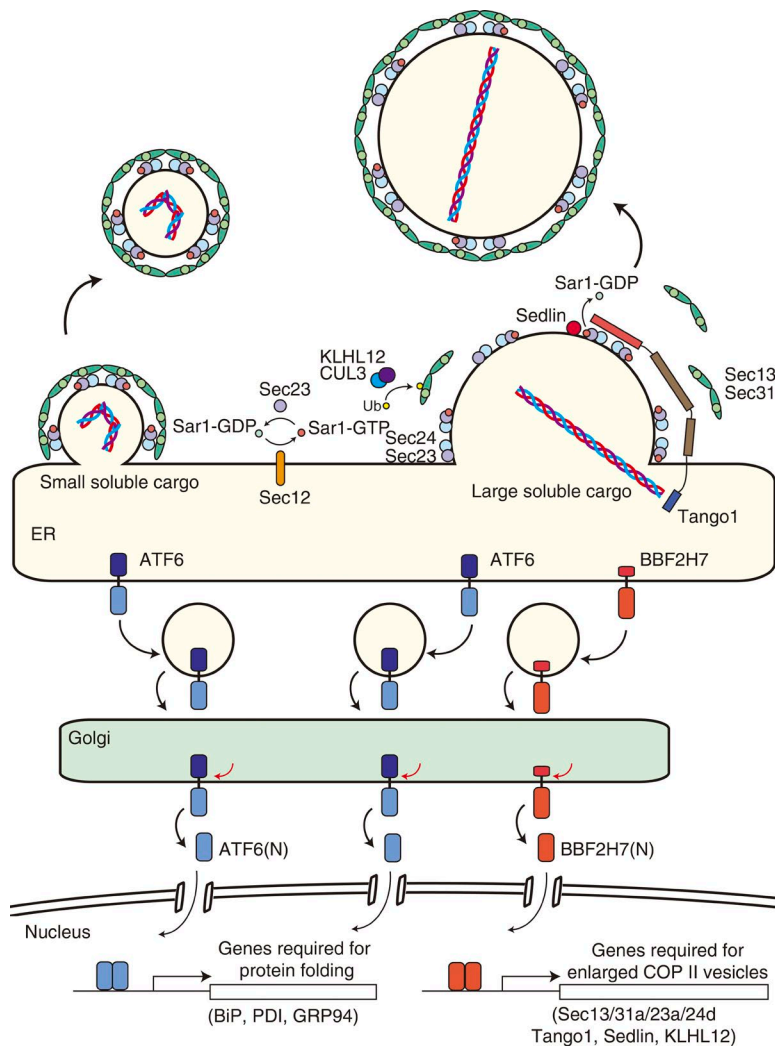 Sar1-GDP
Sedlin
KLHL12
CUL3
Sec13
Sec31
Sec23
Ub
Sar1-GDP
Sar1-GTP
Sec24
Sec23
Small soluble cargo
Sec12
Large soluble cargo
Tango1
ER
ATF6
ATF6
BBF2H7
Golgi
ATF6(N)
BBF2H7(N)
Nucleus
Genes required for
protein folding
(BiP, PDI, GRP94)
Genes required for
enlarged COP II vesicles
(Sec13/31a/23a/24d
Tango1, Sedlin, KLHL12)